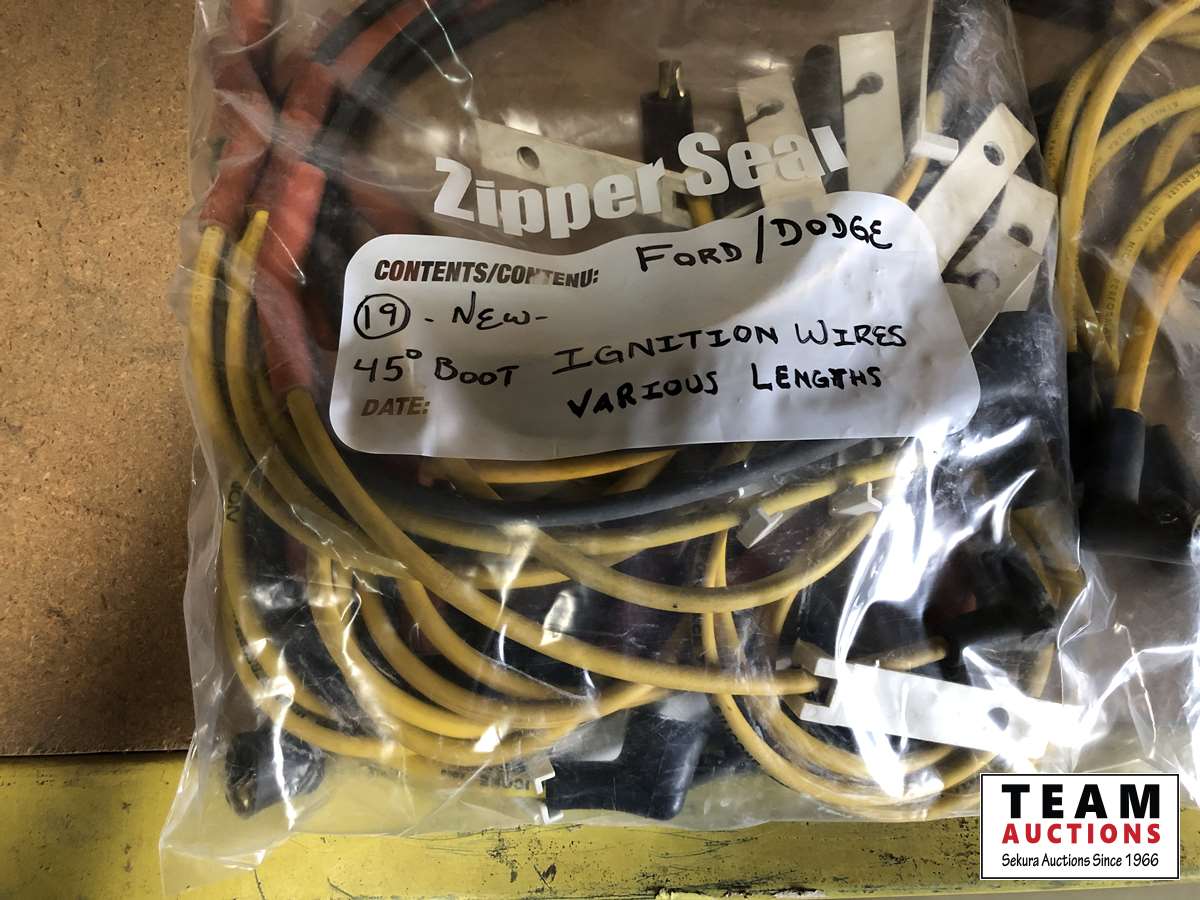 Zipper Seal
CONTENTS/CONTENU: FORD/DODGE
19 - NEW-
45° BOOT IGNITION WIRES
DATE: VARIOUS LENGTHS
TEAM
AUCTIONS
Sekura Auctions Since 1966